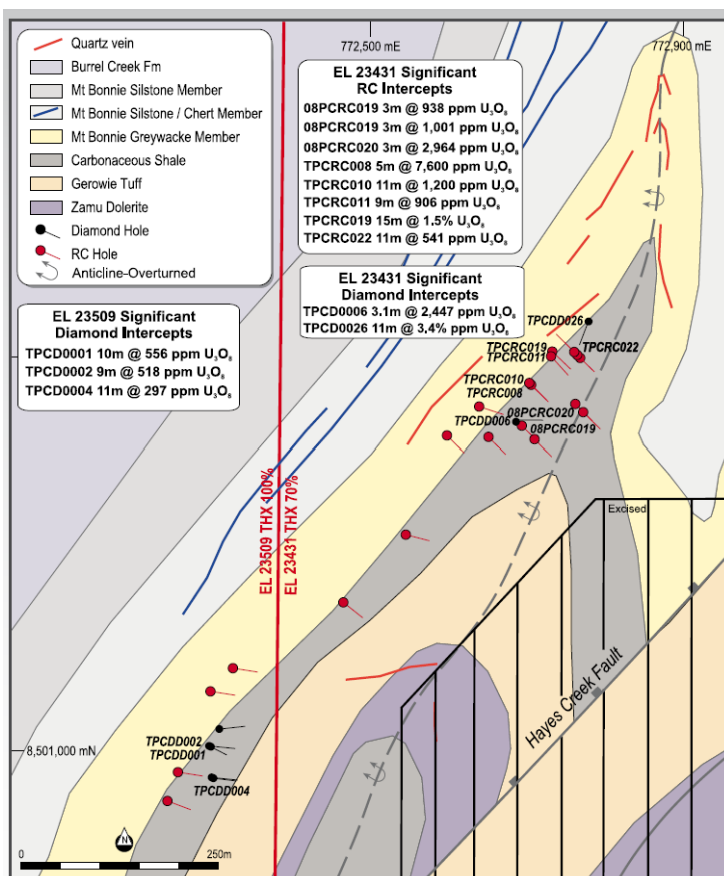 772,500 mE
772,900 mE
Quartz vein
Burrel Creek Fm
Mt Bonnie Silstone Member
Mt Bonnie Silstone / Chert Member
Mt Bonnie Greywacke Member
Carbonaceous Shale
Gerowie Tuff
Zamu Dolerite
Diamond Hole
RC Hole
Anticline-Overturned
EL 23431 Significant
RC Intercepts
08PCRC019 3m @ 938 ppm U₃O₈
08PCRC019 3m @ 1,001 ppm U₃O₈
08PCRC020 3m @ 2,964 ppm U₃O₈
TPCRC008 5m @ 7,600 ppm U₃O₈
TPCRC010 11m @ 1,200 ppm U₃O₈
TPCRC011 9m @ 906 ppm U₃O₈
TPCRC019 15m @ 1.5% U₃O₈
TPCRC022 11m @ 541 ppm U₃O₈
EL 23431 Significant
Diamond Intercepts
TPCD0006 3.1m @ 2,447 ppm U₃O₈
TPCD0026 11m @ 3,4% U₃O₈
EL 23509 Significant
Diamond Intercepts
TPCD0001 10m @ 556 ppm U₃O₈
TPCD0002 9m @ 518 ppm U₃O₈
TPCD0004 11m @ 297 ppm U₃O₈
TPCDD026
TPCRC019
TPCRC011
TPCRC022
TPCRC010
TPCRC008
08PCRC020
TPCDD006
08PCRC019
EL 23509 THX 100%
EL 23431 THX 70%
Excised
Hayes Creek Fault
TPCDD002
TPCDD001
8,501,000 mN
TPCDD004
N
0
250m